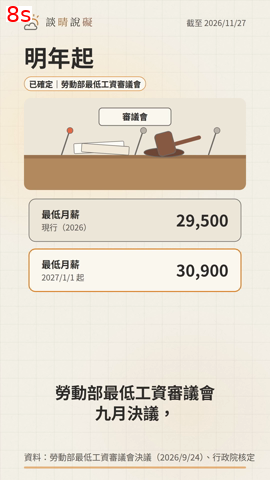 8s
談晴說礙
截至 2026/11/27
明年起
已確定｜勞動部最低工資審議會
審議會
最低月薪
現行（2026）
29,500
最低月薪
2027/1/1 起
30,900
勞動部最低工資審議會
九月決議，
資料：勞動部最低工資審議會決議（2026/9/24）、行政院核定